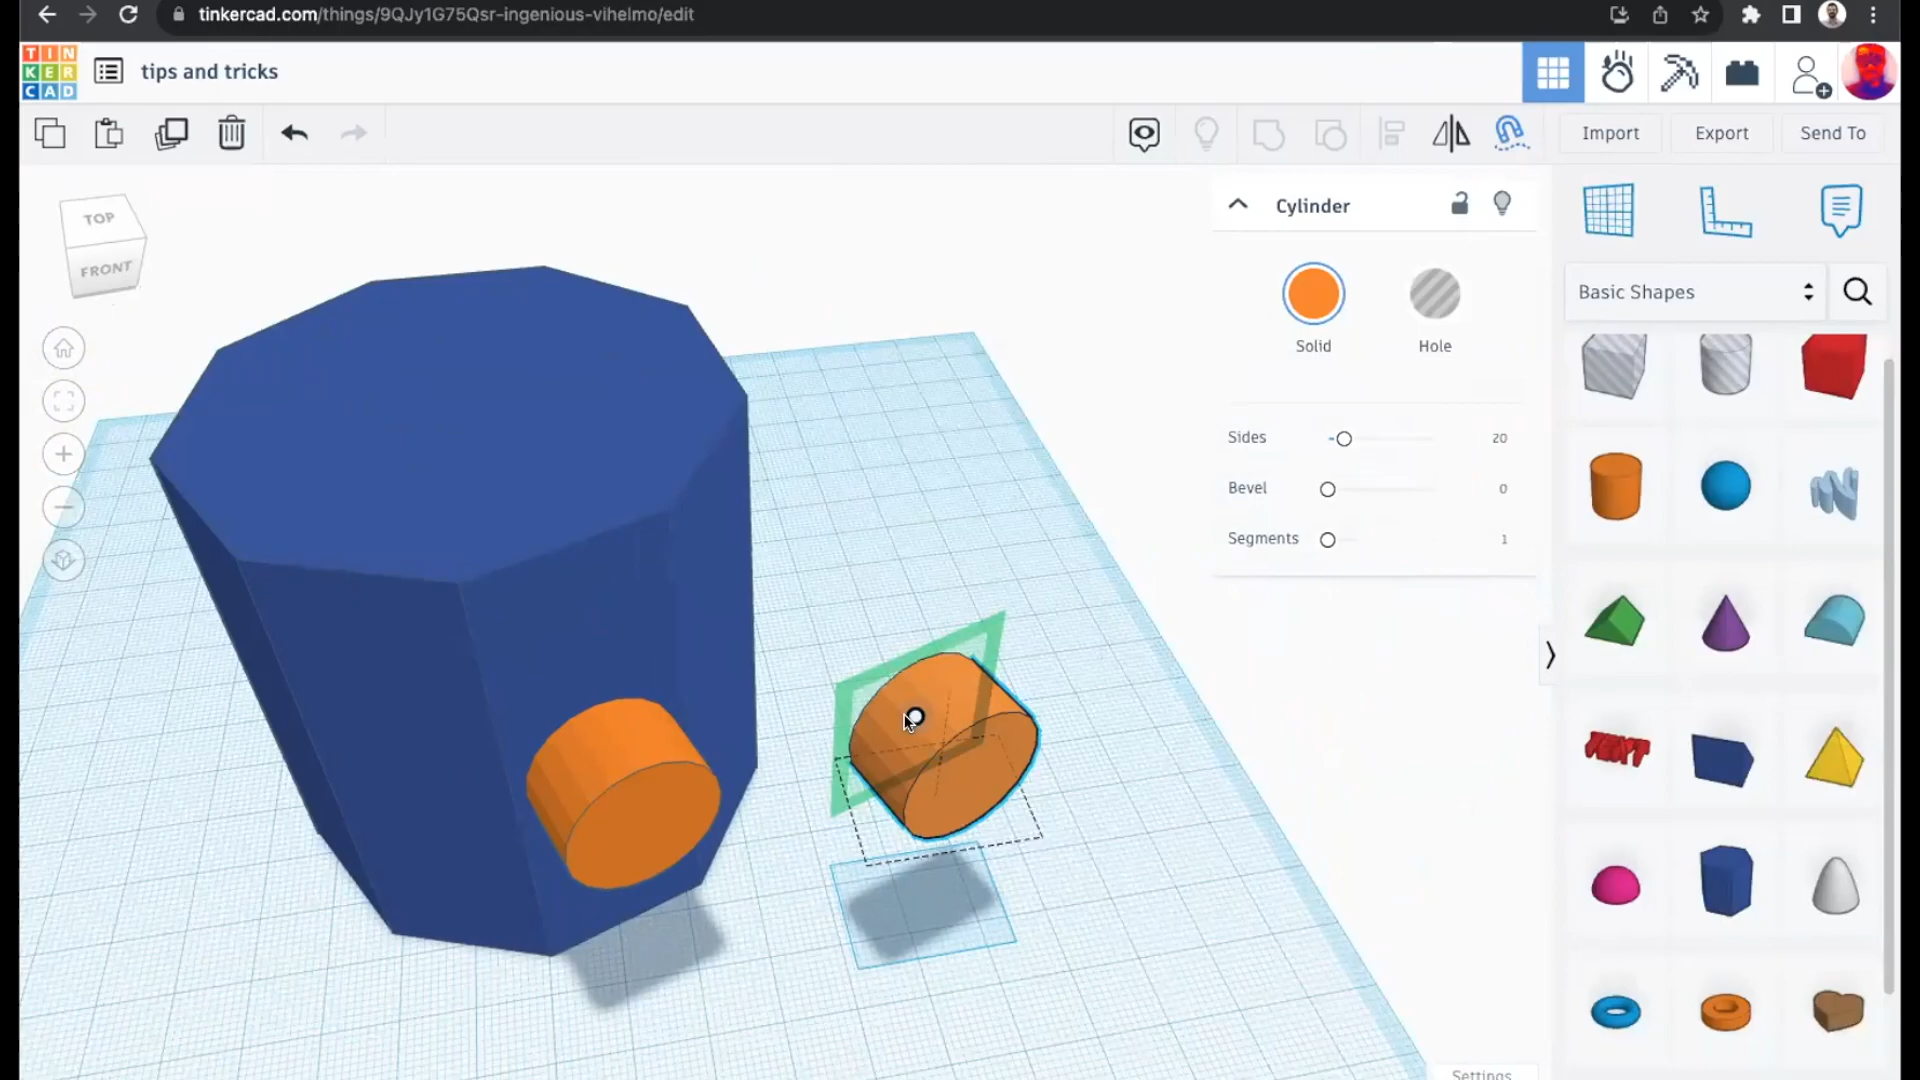 tinkercad.com/things/9QJy1G75Qsr-ingenious-vihelmo/edit
TIN
KER
CAD
tips and tricks
Import
Export
Send To
TOP
FRONT
Cylinder
Solid
Hole
Sides 20
Bevel 0
Segments 1
Basic Shapes
TEXT
Settings